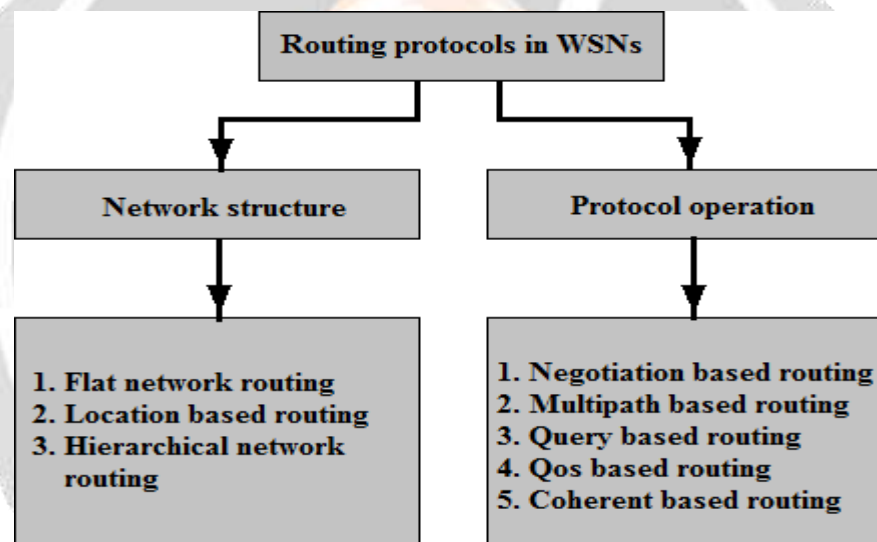 Routing protocols in WSNs
Network structure
Protocol operation
1. Flat network routing
2. Location based routing
3. Hierarchical network
routing
1. Negotiation based routing
2. Multipath based routing
3. Query based routing
4. Qos based routing
5. Coherent based routing